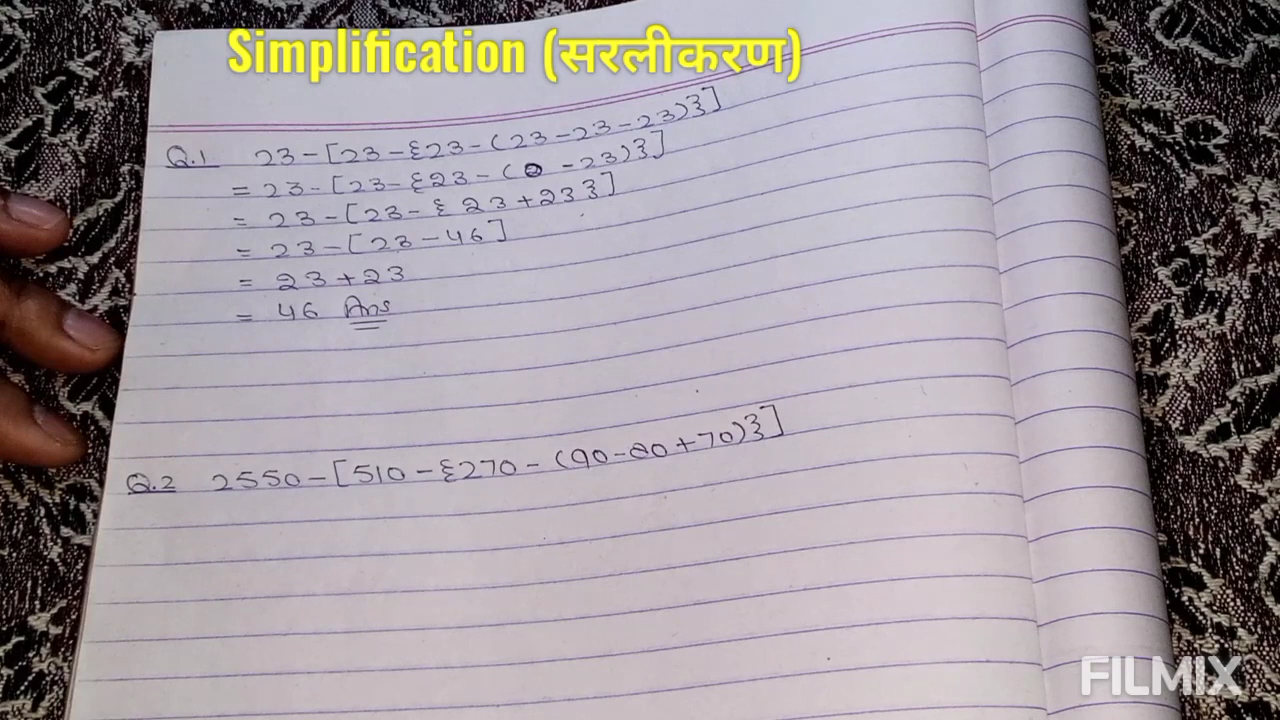 Simplification (सरलीकरण)
Q.1 23-[23-{23-(23-23-23)}]
= 23-[23-{23-(0-23)}]
= 23-[23-{23+23}]
= 23-[23-46]
= 23+23
= 46 Ans
Q.2 2550-[510-{270-(90-80+70)}]
FILMIX